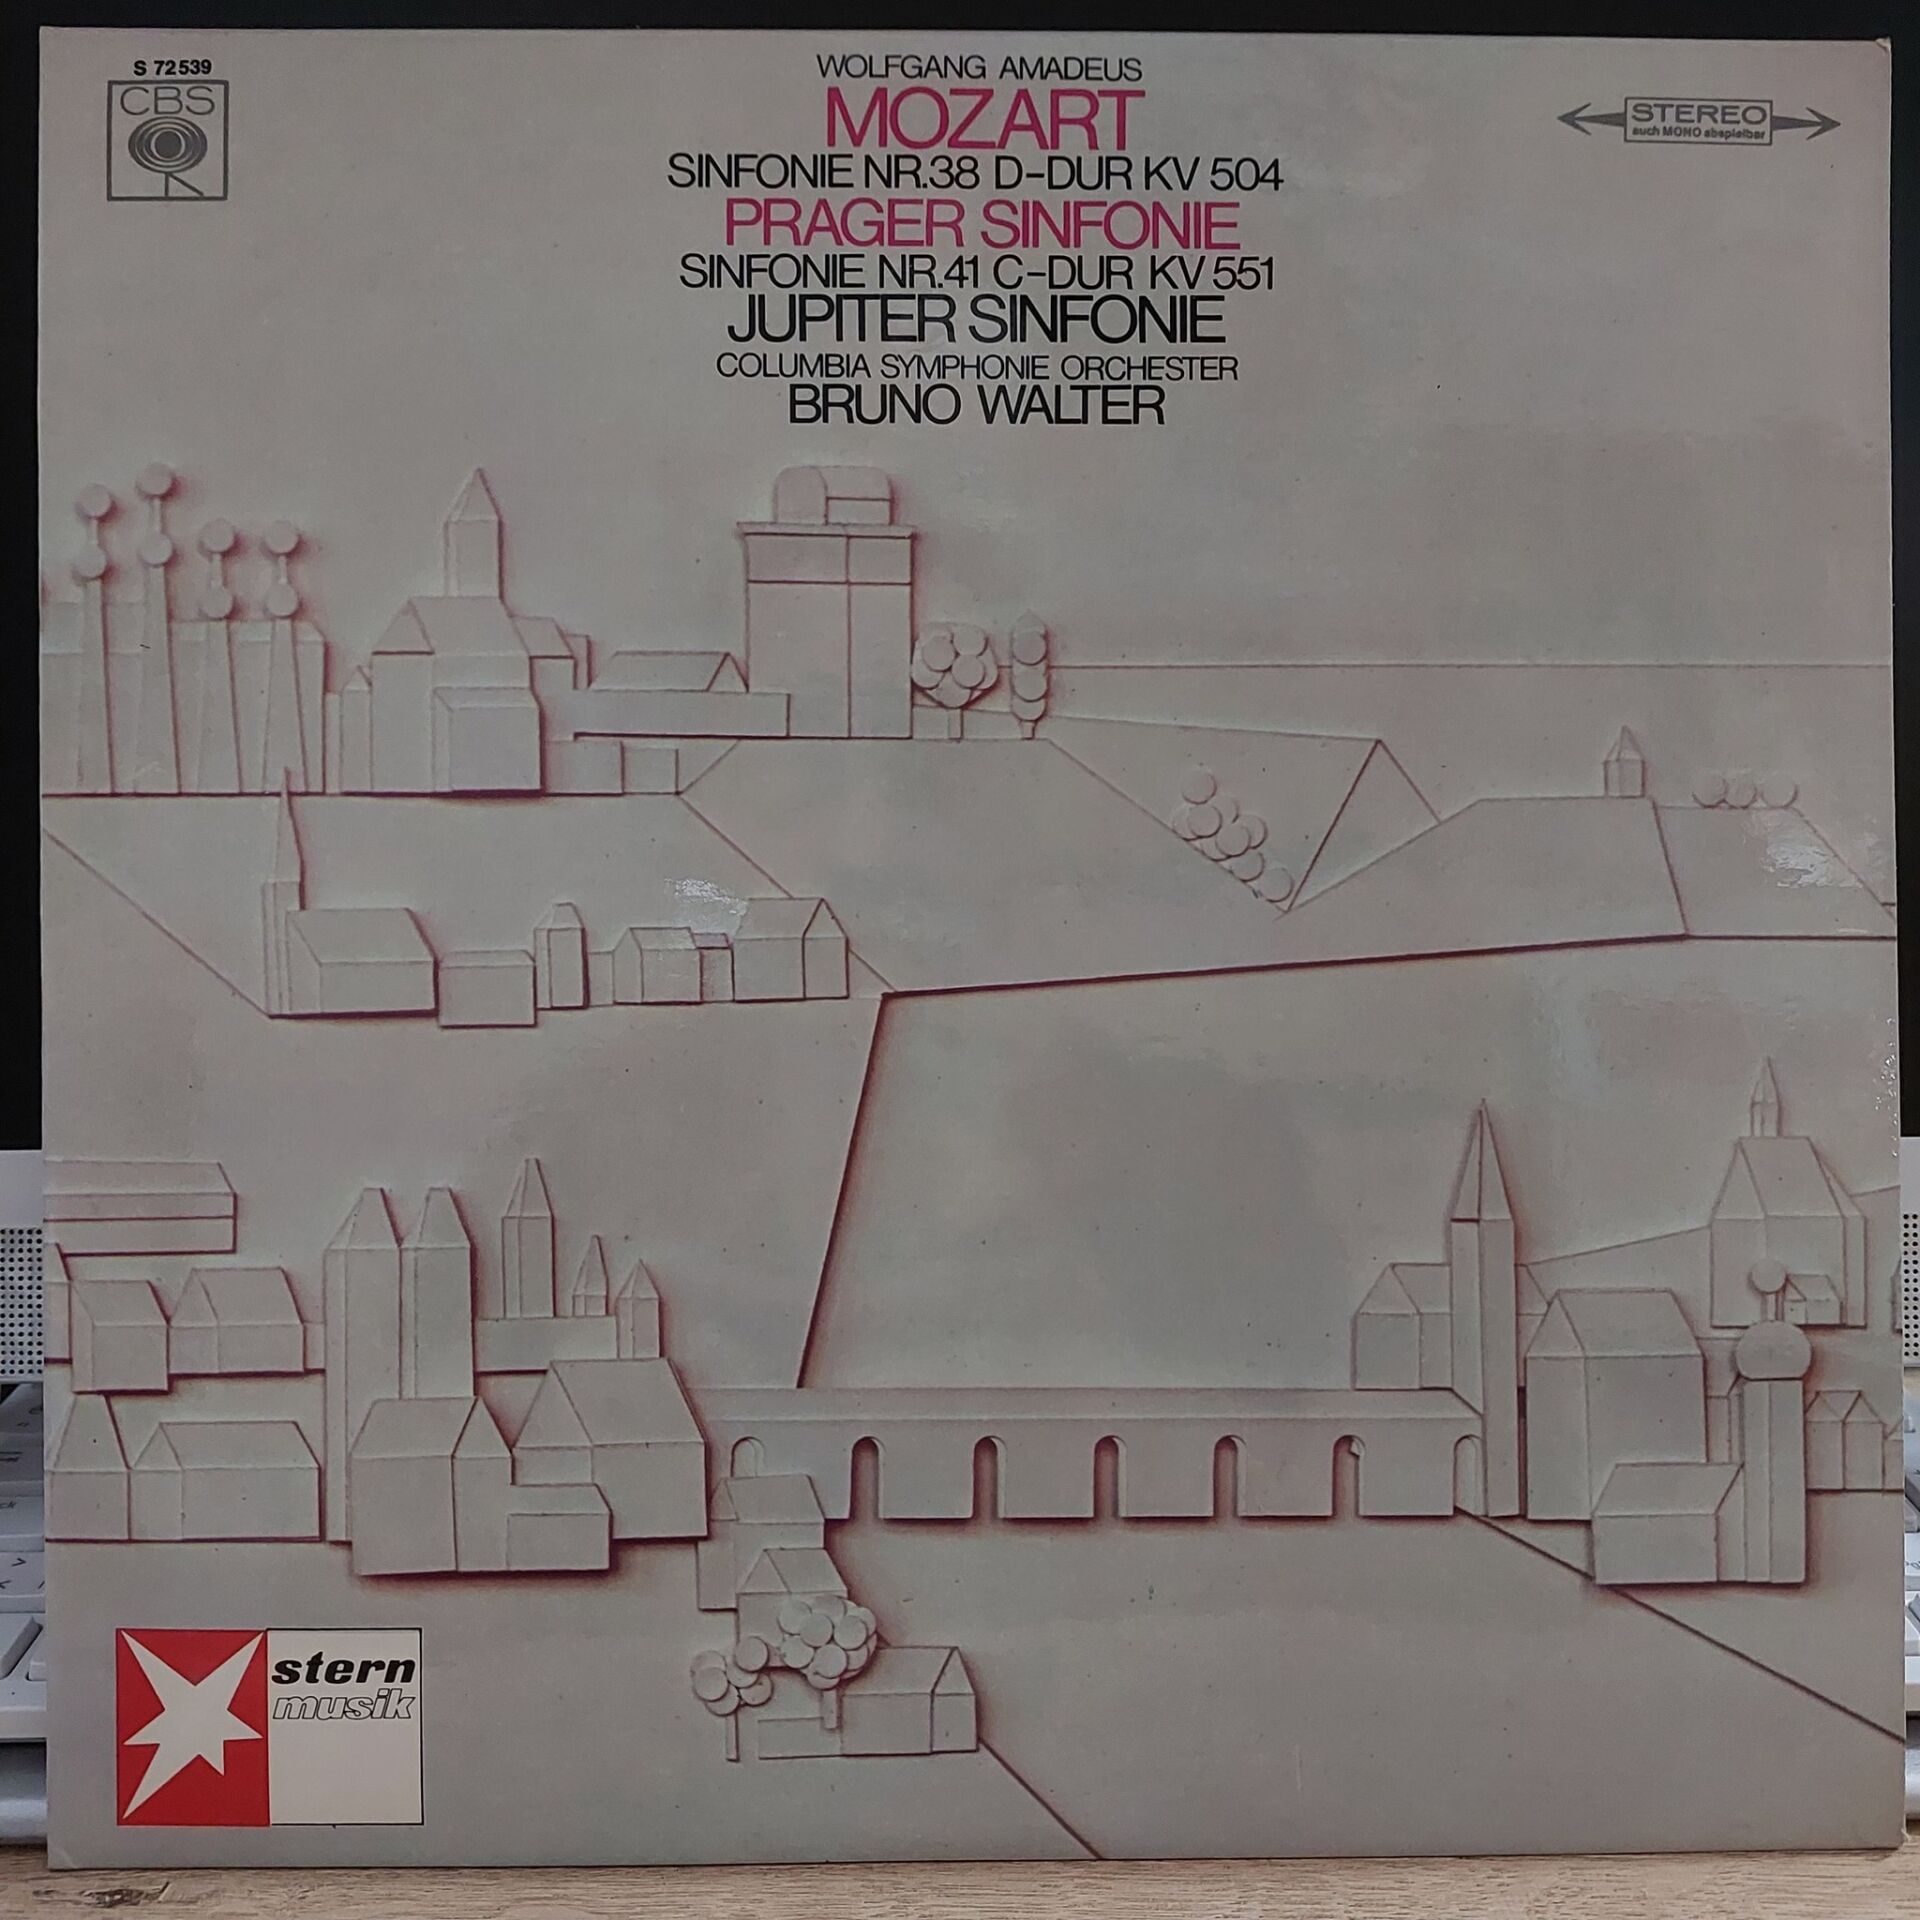 S 72539
CBS
WOLFGANG AMADEUS
MOZART
SINFONIE NR.38 D-DUR KV 504
PRAGER SINFONIE
SINFONIE NR.41 C-DUR KV 551
JUPITER SINFONIE
COLUMBIA SYMPHONIE ORCHESTER
BRUNO WALTER
STEREO
auch MONO abspielbar
stern
musik